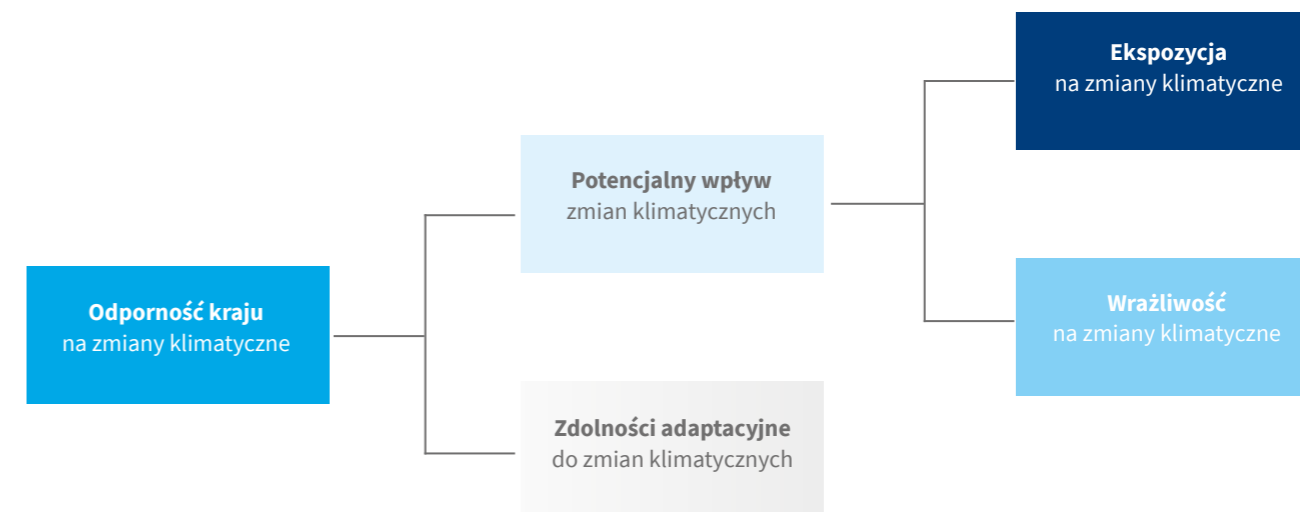 Ekspozycja
na zmiany klimatyczne
Potencjalny wpływ
zmian klimatycznych
Odporność kraju
na zmiany klimatyczne
Wrażliwość
na zmiany klimatyczne
Zdolności adaptacyjne
do zmian klimatycznych